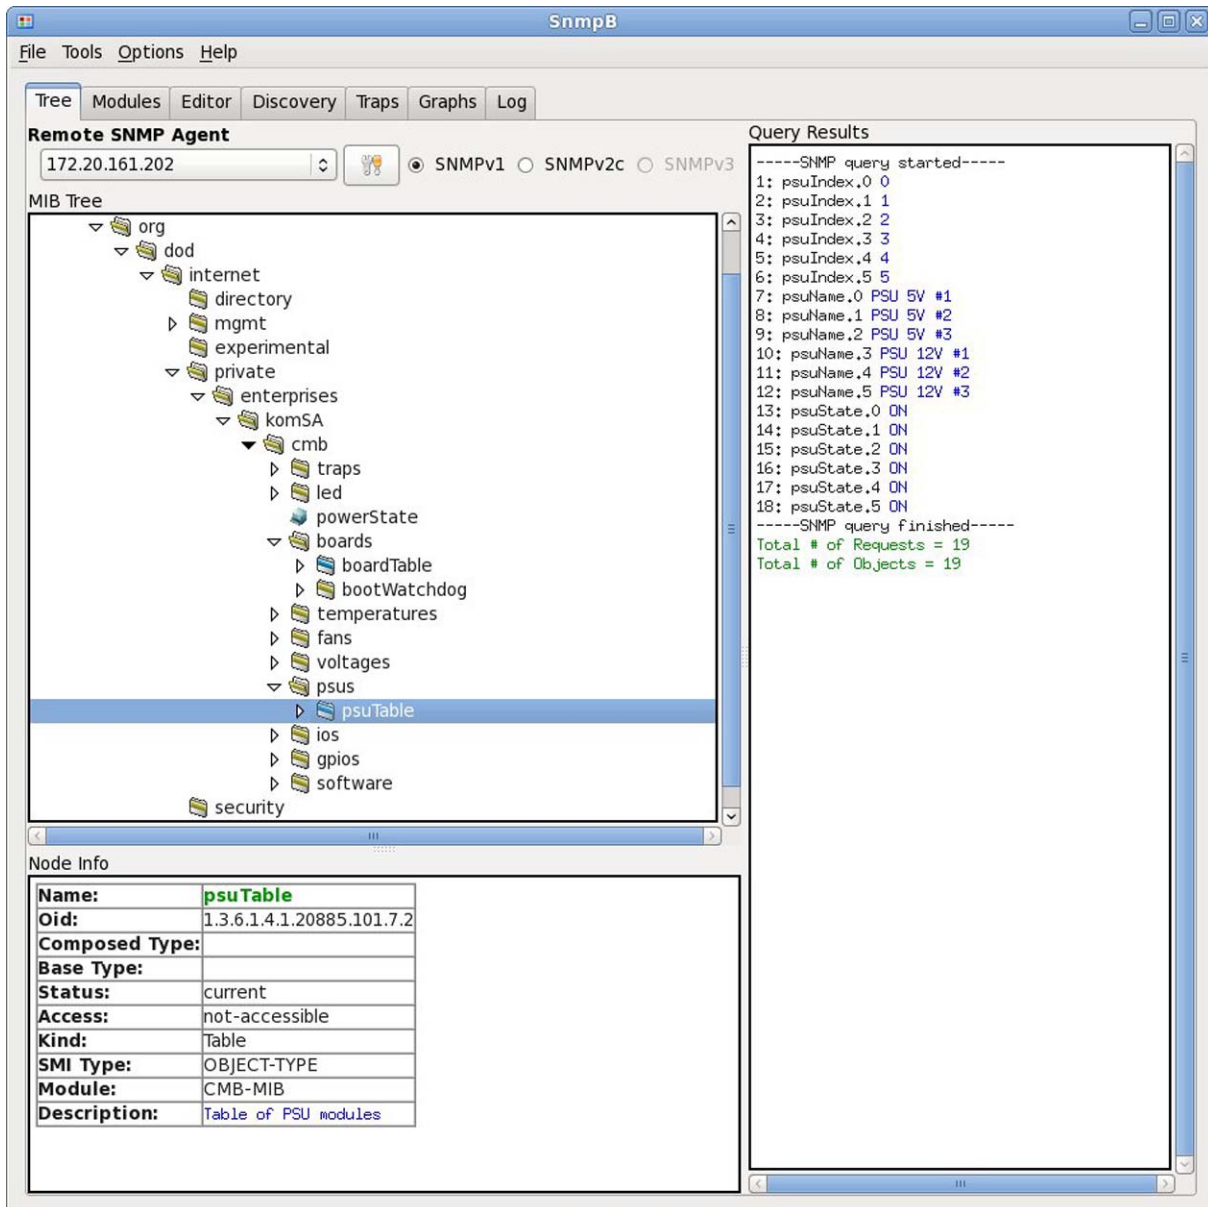 SnmpB
File Tools Options Help
Tree Modules Editor Discovery Traps Graphs Log
Remote SNMP Agent
172.20.161.202 SNMPv1 SNMPv2c SNMPv3
MIB Tree
org
dod
internet
directory
mgmt
experimental
private
enterprises
komSA
cmb
traps
led
powerState
boards
boardTable
bootWatchdog
temperatures
fans
voltages
psus
psuTable
ios
gpios
software
security
Node Info
Name: psuTable
Oid: 1.3.6.1.4.1.20885.101.7.2
Composed Type:
Base Type:
Status: current
Access: not-accessible
Kind: Table
SMI Type: OBJECT-TYPE
Module: CMB-MIB
Description: Table of PSU modules
Query Results
-----SNMP query started-----
1: psuIndex.0 0
2: psuIndex.1 1
3: psuIndex.2 2
4: psuIndex.3 3
5: psuIndex.4 4
6: psuIndex.5 5
7: psuName.0 PSU 5V #1
8: psuName.1 PSU 5V #2
9: psuName.2 PSU 5V #3
10: psuName.3 PSU 12V #1
11: psuName.4 PSU 12V #2
12: psuName.5 PSU 12V #3
13: psuState.0 ON
14: psuState.1 ON
15: psuState.2 ON
16: psuState.3 ON
17: psuState.4 ON
18: psuState.5 ON
-----SNMP query finished-----
Total # of Requests = 19
Total # of Objects = 19